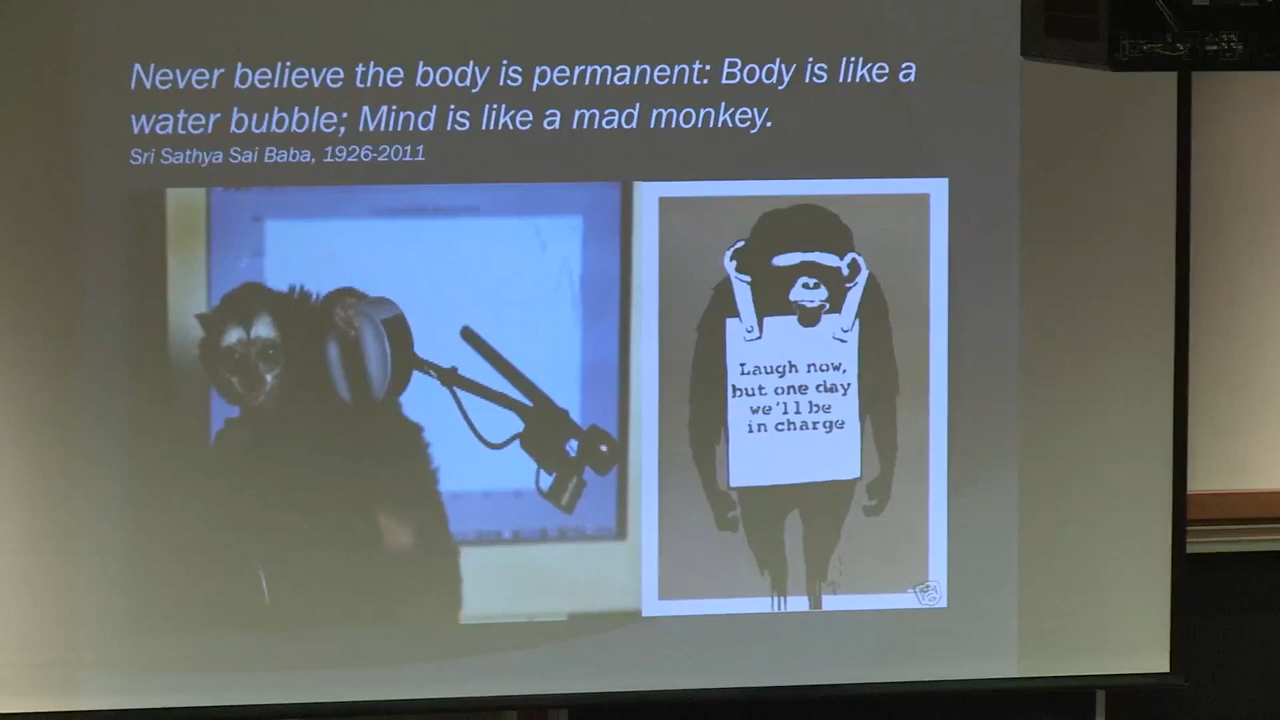 Never believe the body is permanent: Body is like a
water bubble; Mind is like a mad monkey.
Sri Sathya Sai Baba, 1926-2011
Laugh now,
but one day
we'll be
in charge